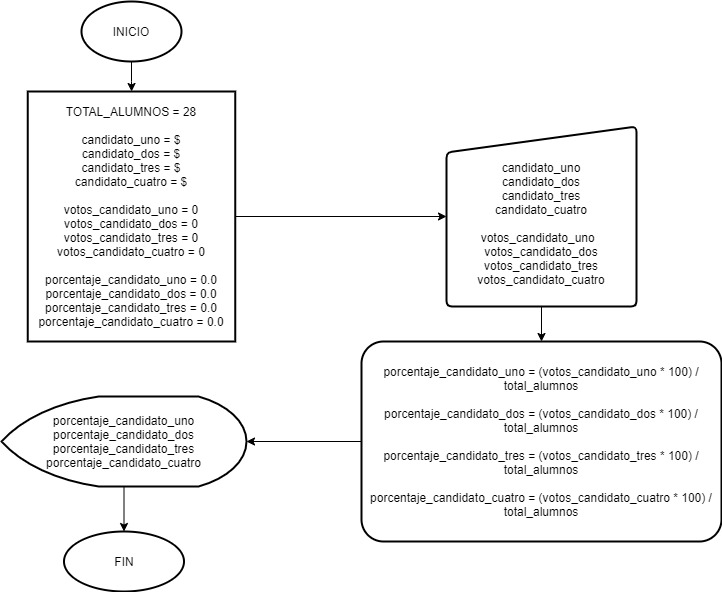 INICIO
TOTAL_ALUMNOS = 28
candidato_uno = $
candidato_dos = $
candidato_tres = $
candidato_cuatro = $
votos_candidato_uno = 0
votos_candidato_dos = 0
votos_candidato_tres = 0
votos_candidato_cuatro = 0
porcentaje_candidato_uno = 0.0
porcentaje_candidato_dos = 0.0
porcentaje_candidato_tres = 0.0
porcentaje_candidato_cuatro = 0.0
candidato_uno
candidato_dos
candidato_tres
candidato_cuatro
votos_candidato_uno
votos_candidato_dos
votos_candidato_tres
votos_candidato_cuatro
porcentaje_candidato_uno = (votos_candidato_uno * 100) /
total_alumnos
porcentaje_candidato_dos = (votos_candidato_dos * 100) /
total_alumnos
porcentaje_candidato_tres = (votos_candidato_tres * 100) /
total_alumnos
porcentaje_candidato_cuatro = (votos_candidato_cuatro * 100) /
total_alumnos
porcentaje_candidato_uno
porcentaje_candidato_dos
porcentaje_candidato_tres
porcentaje_candidato_cuatro
FIN